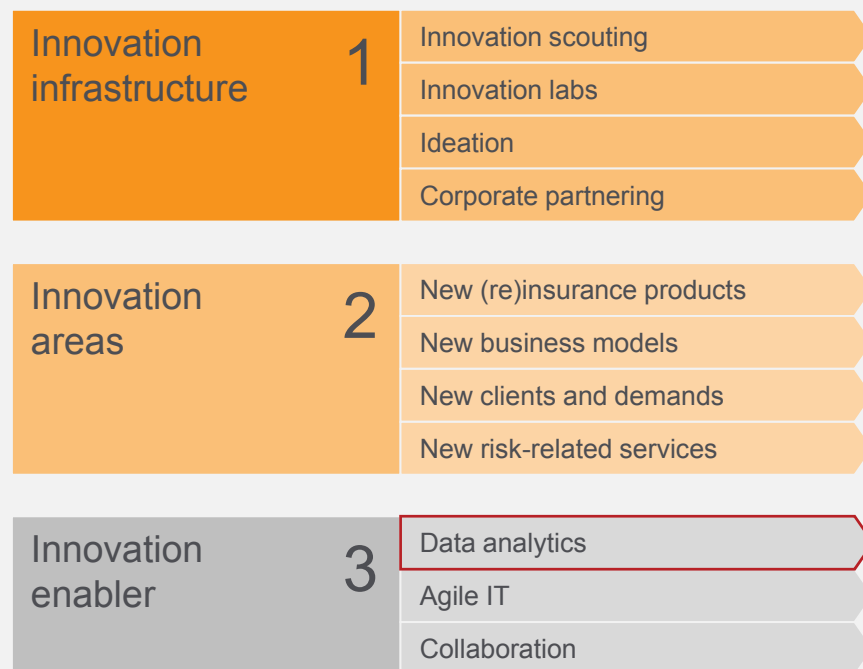 Innovation
infrastructure
1
Innovation scouting
Innovation labs
Ideation
Corporate partnering
Innovation
areas
2
New (re)insurance products
New business models
New clients and demands
New risk-related services
Innovation
enabler
3
Data analytics
Agile IT
Collaboration